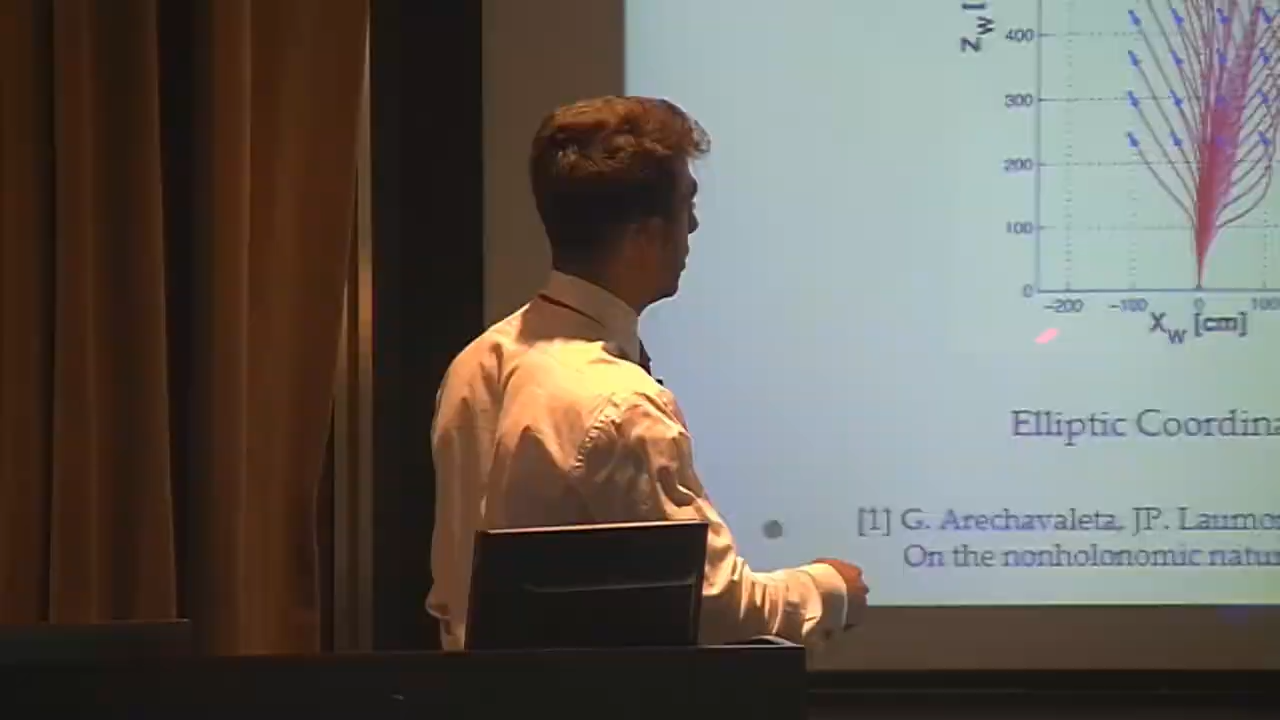 Z_W [
400
300
200
100
0
-200 -100 0 100
X_W [cm]
Elliptic Coordina
[1] G. Arechavaleta, JP. Laumo
On the nonholonomic natu